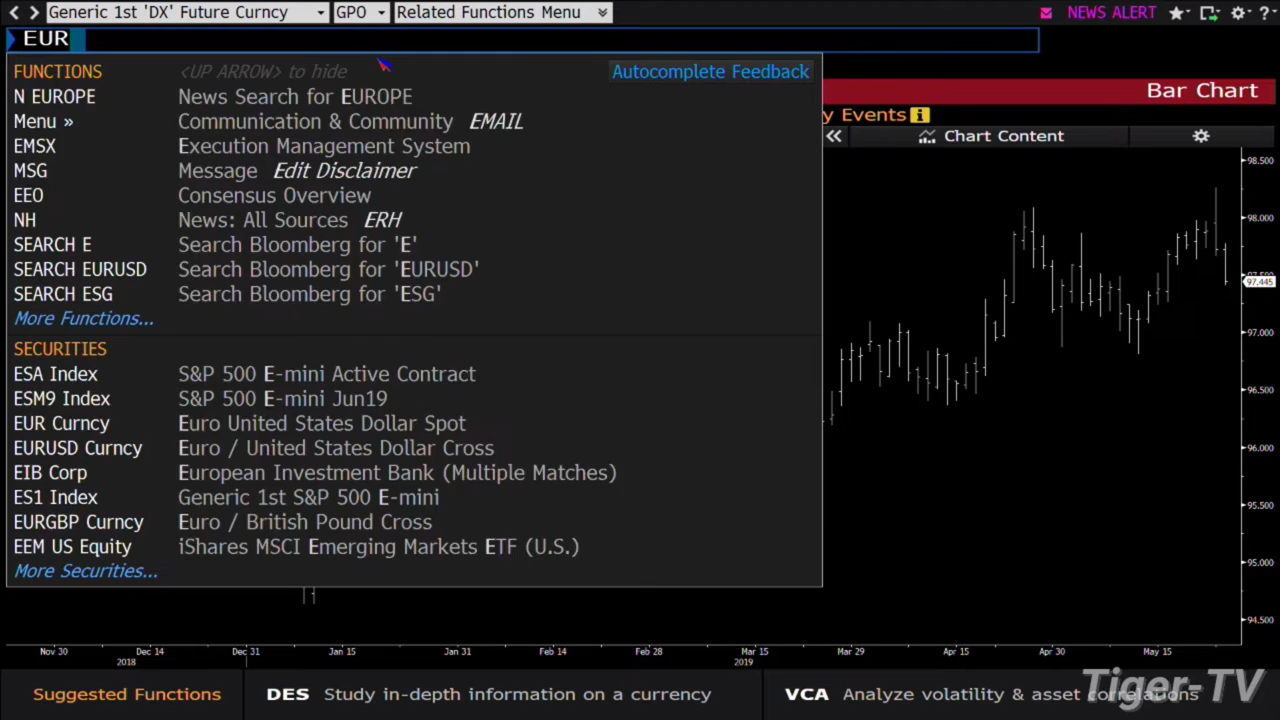 Generic 1st 'DX' Future Curncy GPO Related Functions Menu NEWS ALERT ?
EUR
FUNCTIONS <UP ARROW> to hide Autocomplete Feedback
N EUROPE News Search for EUROPE
Menu » Communication & Community EMAIL
EMSX Execution Management System
MSG Message Edit Disclaimer
EEO Consensus Overview
NH News: All Sources ERH
SEARCH E Search Bloomberg for 'E'
SEARCH EURUSD Search Bloomberg for 'EURUSD'
SEARCH ESG Search Bloomberg for 'ESG'
More Functions...
SECURITIES
ESA Index S&P 500 E-mini Active Contract
ESM9 Index S&P 500 E-mini Jun19
EUR Curncy Euro United States Dollar Spot
EURUSD Curncy Euro / United States Dollar Cross
EIB Corp European Investment Bank (Multiple Matches)
ES1 Index Generic 1st S&P 500 E-mini
EURGBP Curncy Euro / British Pound Cross
EEM US Equity iShares MSCI Emerging Markets ETF (U.S.)
More Securities...
Bar Chart
y Events i
« Chart Content
98.500
98.000
97.500
97.445
97.000
96.500
96.000
95.500
95.000
94.500
Nov 30 Dec 14 Dec 31 Jan 15 Jan 31 Feb 14 Feb 28 Mar 15 Mar 29 Apr 15 Apr 30 May 15
2018 2019
Suggested Functions DES Study in-depth information on a currency VCA Analyze volatility & asset correlations
Tiger-TV